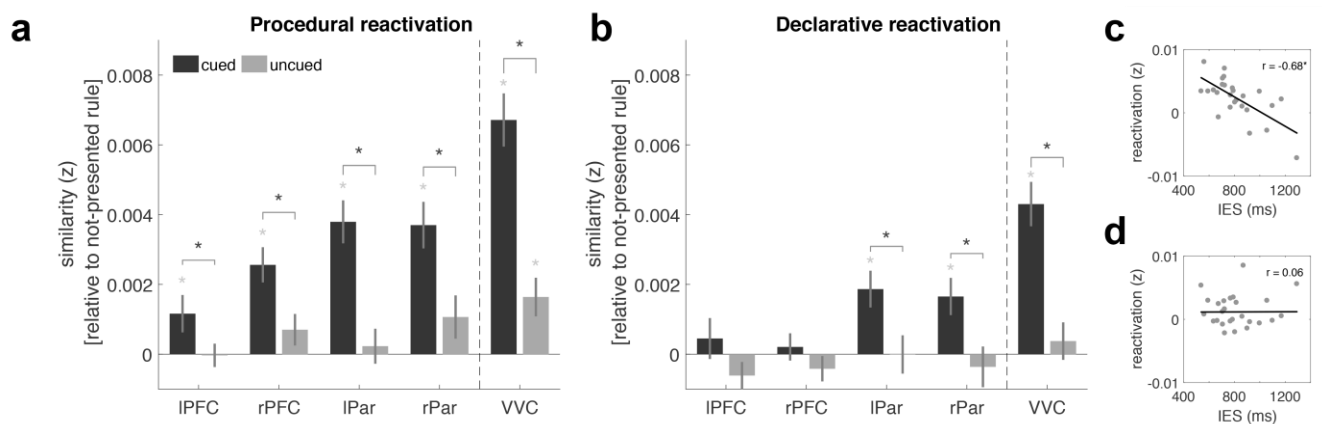 a
Procedural reactivation
cued
uncued
similarity (z)
[relative to not-presented rule]
0.008
0.006
0.004
0.002
0
*
*
*
*
*
*
*
*
*
*
*
lPFC
rPFC
lPar
rPar
VVC
b
Declarative reactivation
similarity (z)
[relative to not-presented rule]
0.008
0.006
0.004
0.002
0
*
*
*
*
*
*
lPFC
rPFC
lPar
rPar
VVC
c
reactivation (z)
0.01
0
-0.01
r = -0.68*
400 800 1200
IES (ms)
d
reactivation (z)
0.01
0
-0.01
r = 0.06
400 800 1200
IES (ms)